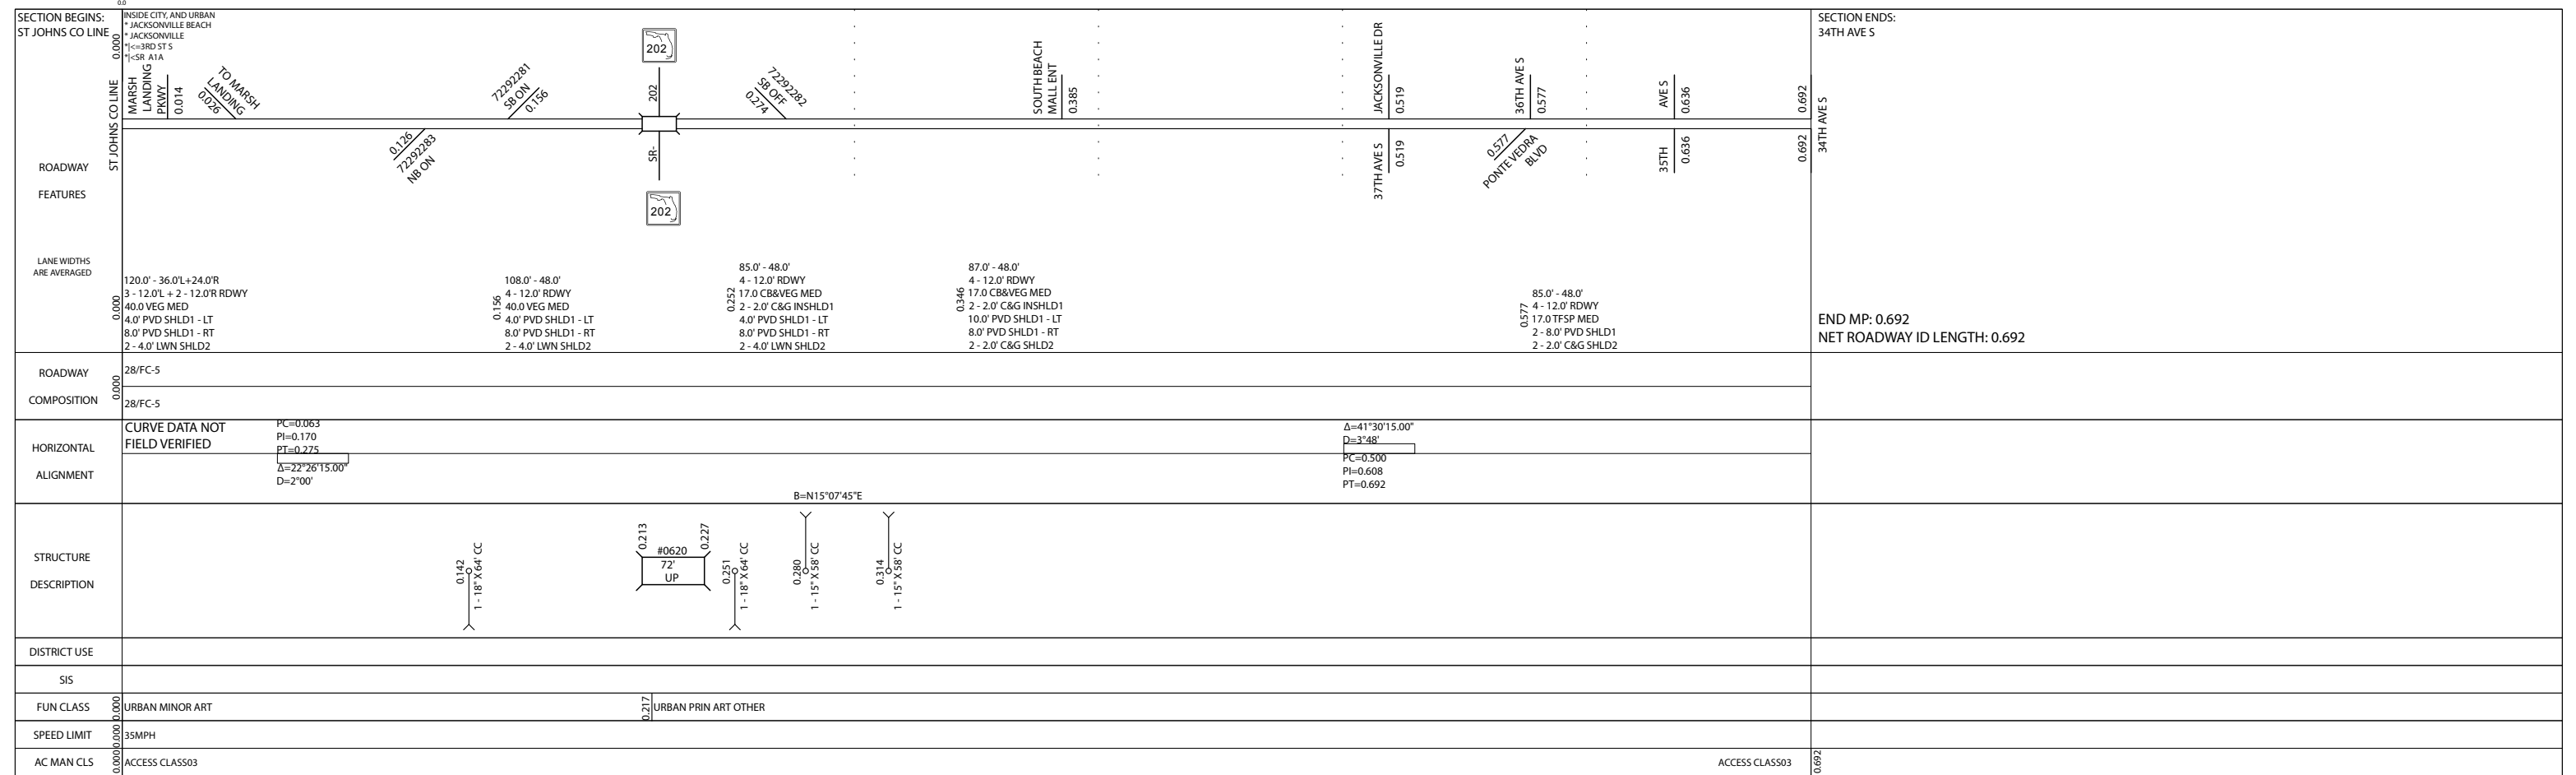 0.0
SECTION BEGINS:
ST JOHNS CO LINE
0.000
INSIDE CITY, AND URBAN
* JACKSONVILLE BEACH
* JACKSONVILLE
*|<=3RD ST S
*|<SR A1A
SECTION ENDS:
34TH AVE S
ROADWAY
FEATURES
ST JOHNS CO LINE
MARSH
LANDING
PKWY
0.014
TO MARSH
LANDING
0.026
0.126
72292283
NB ON
72292281
SB ON
0.156
202
202
SR-
202
72292282
SB OFF
0.274
SOUTH BEACH
MALL ENT
0.385
JACKSONVILLE DR
0.519
37TH AVE S
0.519
36TH AVE S
0.577
0.577
PONTE VEDRA
BLVD
AVE S
0.636
35TH
0.636
0.692
0.692
34TH AVE S
LANE WIDTHS
ARE AVERAGED
0.000
120.0' - 36.0'L+24.0'R
3 - 12.0'L + 2 - 12.0'R RDWY
40.0 VEG MED
4.0' PVD SHLD1 - LT
8.0' PVD SHLD1 - RT
2 - 4.0' LWN SHLD2
0.156
108.0' - 48.0'
4 - 12.0' RDWY
40.0 VEG MED
4.0' PVD SHLD1 - LT
8.0' PVD SHLD1 - RT
2 - 4.0' LWN SHLD2
0.252
85.0' - 48.0'
4 - 12.0' RDWY
17.0 CB&VEG MED
2 - 2.0' C&G INSHLD1
4.0' PVD SHLD1 - LT
8.0' PVD SHLD1 - RT
2 - 4.0' LWN SHLD2
0.346
87.0' - 48.0'
4 - 12.0' RDWY
17.0 CB&VEG MED
2 - 2.0' C&G INSHLD1
10.0' PVD SHLD1 - LT
8.0' PVD SHLD1 - RT
2 - 2.0' C&G SHLD2
0.577
85.0' - 48.0'
4 - 12.0' RDWY
17.0 TFSP MED
2 - 8.0' PVD SHLD1
2 - 2.0' C&G SHLD2
END MP: 0.692
NET ROADWAY ID LENGTH: 0.692
ROADWAY
COMPOSITION
0.000
28/FC-5
28/FC-5
HORIZONTAL
ALIGNMENT
CURVE DATA NOT
FIELD VERIFIED
PC=0.063
PI=0.170
PT=0.275
Δ=22°26'15.00"
D=2°00'
B=N15°07'45"E
Δ=41°30'15.00"
D=3°48'
PC=0.500
PI=0.608
PT=0.692
STRUCTURE
DESCRIPTION
0.142
1 - 18" X 64' CC
0.213
#0620
72'
UP
0.227
0.251
1 - 18" X 64' CC
0.280
1 - 15" X 58' CC
0.314
1 - 15" X 58' CC
DISTRICT USE
SIS
FUN CLASS
0.000
URBAN MINOR ART
0.217
URBAN PRIN ART OTHER
SPEED LIMIT
0.000
35MPH
AC MAN CLS
0.000
ACCESS CLASS03
ACCESS CLASS03
0.692